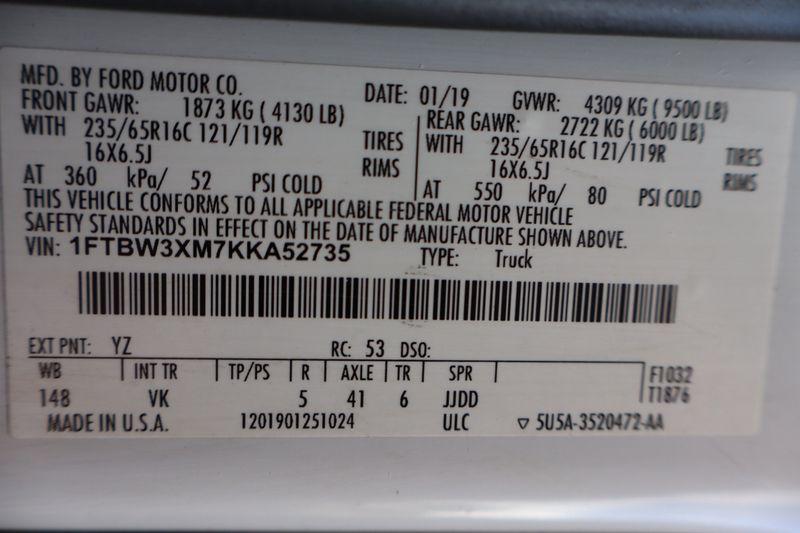 MFD. BY FORD MOTOR CO. DATE: 01/19 GVWR: 4309 KG ( 9500 LB)
FRONT GAWR: 1873 KG ( 4130 LB) REAR GAWR: 2722 KG ( 6000 LB)
WITH 235/65R16C 121/119R TIRES WITH 235/65R16C 121/119R TIRES
16X6.5J RIMS 16X6.5J RIMS
AT 360 kPa/ 52 PSI COLD AT 550 kPa/ 80 PSI COLD
THIS VEHICLE CONFORMS TO ALL APPLICABLE FEDERAL MOTOR VEHICLE
SAFETY STANDARDS IN EFFECT ON THE DATE OF MANUFACTURE SHOWN ABOVE.
VIN: 1FTBW3XM7KKA52735 TYPE: Truck
EXT PNT: YZ RC: 53 DSO:
WB INT TR TP/PS R AXLE TR SPR F1032
148 VK 5 41 6 JJDD T1876
MADE IN U.S.A. 1201901251024 ULC ▽ 5U5A-3520472-AA